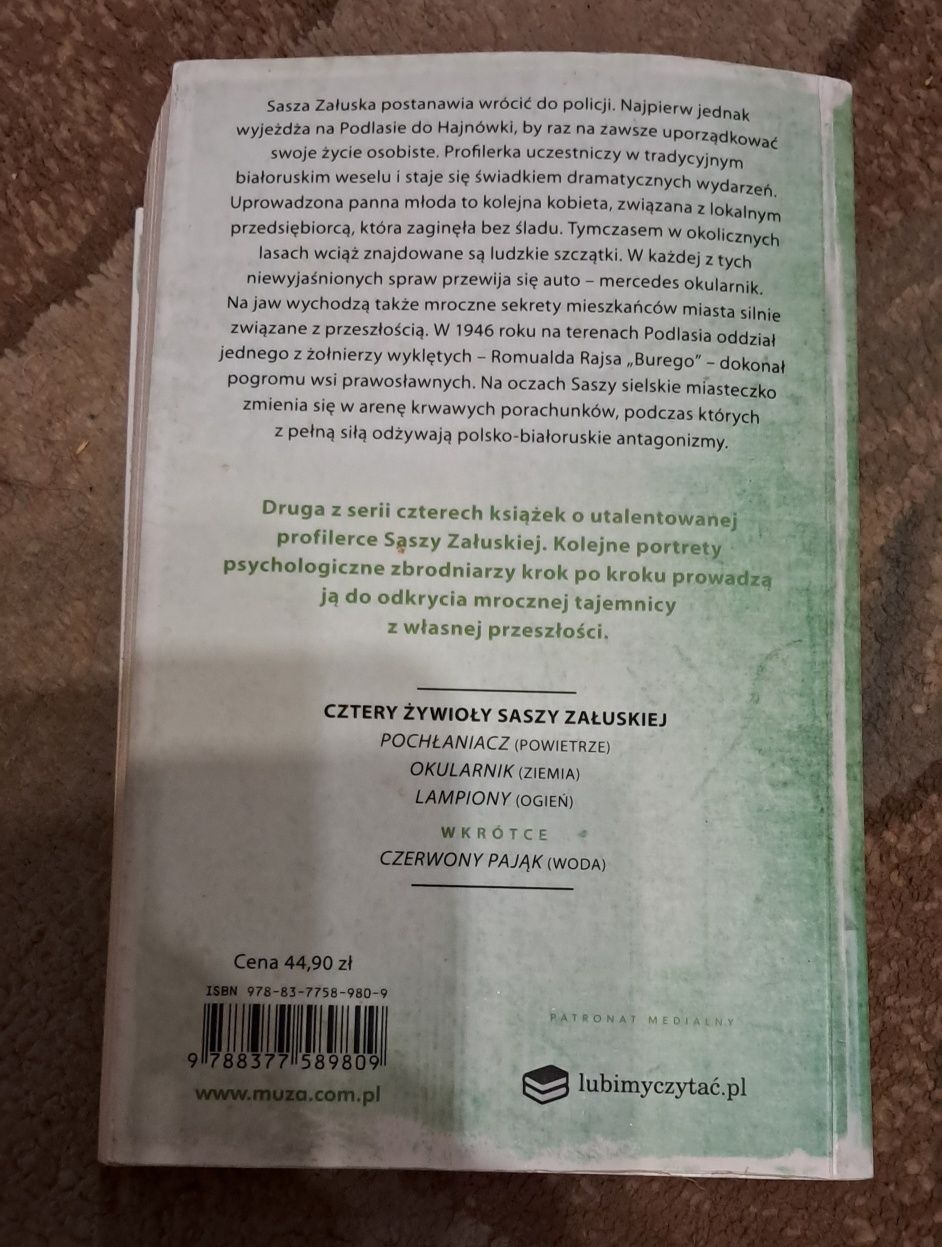 Sasza Załuska postanawia wrócić do policji. Najpierw jednak
wyjeżdża na Podlasie do Hajnówki, by raz na zawsze uporządkować
swoje życie osobiste. Profilerka uczestniczy w tradycyjnym
białoruskim weselu i staje się świadkiem dramatycznych wydarzeń.
Uprowadzona panna młoda to kolejna kobieta, związana z lokalnym
przedsiębiorcą, która zaginęła bez śladu. Tymczasem w okolicznych
lasach wciąż znajdowane są ludzkie szczątki. W każdej z tych
niewyjaśnionych spraw przewija się auto – mercedes okularnik.
Na jaw wychodzą także mroczne sekrety mieszkańców miasta silnie
związane z przeszłością. W 1946 roku na terenach Podlasia oddział
jednego z żołnierzy wyklętych – Romualda Rajsa „Burego” – dokonał
pogromu wsi prawosławnych. Na oczach Saszy sielskie miasteczko
zmienia się w arenę krwawych porachunków, podczas których
z pełną siłą odżywają polsko-białoruskie antagonizmy.
Druga z serii czterech książek o utalentowanej
profilerce Saszy Załuskiej. Kolejne portrety
psychologiczne zbrodniarzy krok po kroku prowadzą
ją do odkrycia mrocznej tajemnicy
z własnej przeszłości.
CZTERY ŻYWIOŁY SASZY ZAŁUSKIEJ
POCHŁANIACZ (POWIETRZE)
OKULARNIK (ZIEMIA)
LAMPIONY (OGIEŃ)
WKRÓTCE
CZERWONY PAJĄK (WODA)
Cena 44,90 zł
ISBN 978-83-7758-980-9
9 788377 589809
www.muza.com.pl
PATRONAT MEDIALNY
lubimyczytać.pl